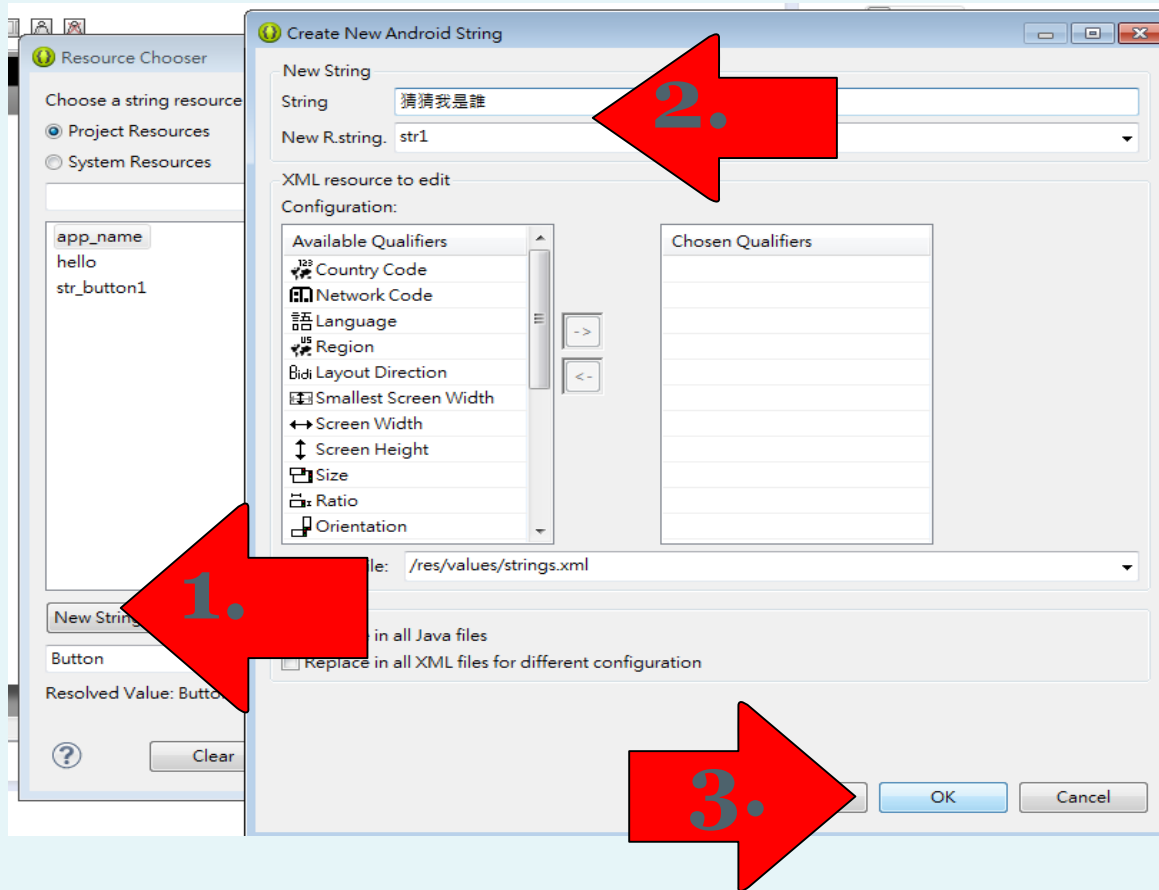 Resource Chooser
Choose a string resource
Project Resources
System Resources
app_name
hello
str_button1
New String
Button
Resolved Value: Button
Clear
Create New Android String
New String
String 猜猜我是誰
New R.string. str1
XML resource to edit
Configuration:
Available Qualifiers
Country Code
Network Code
Language
Region
Layout Direction
Smallest Screen Width
Screen Width
Screen Height
Size
Ratio
Orientation
Chosen Qualifiers
->
<-
/res/values/strings.xml
in all Java files
Replace in all XML files for different configuration
OK Cancel
1.
2.
3.